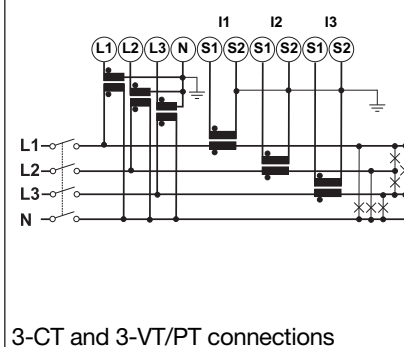 I1 I2 I3
L1 L2 L3 N S1 S2 S1 S2 S1 S2
L1
L2
L3
N
3-CT and 3-VT/PT connections